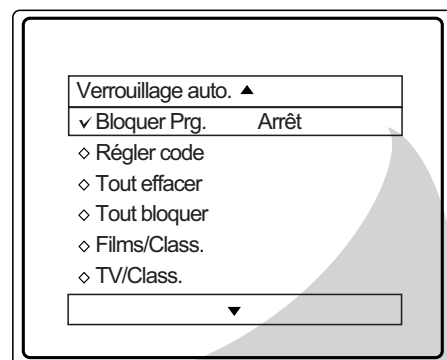 Verrouillage auto. ▲
✓ Bloquer Prg. Arrêt
◇ Régler code
◇ Tout effacer
◇ Tout bloquer
◇ Films/Class.
◇ TV/Class.
▼